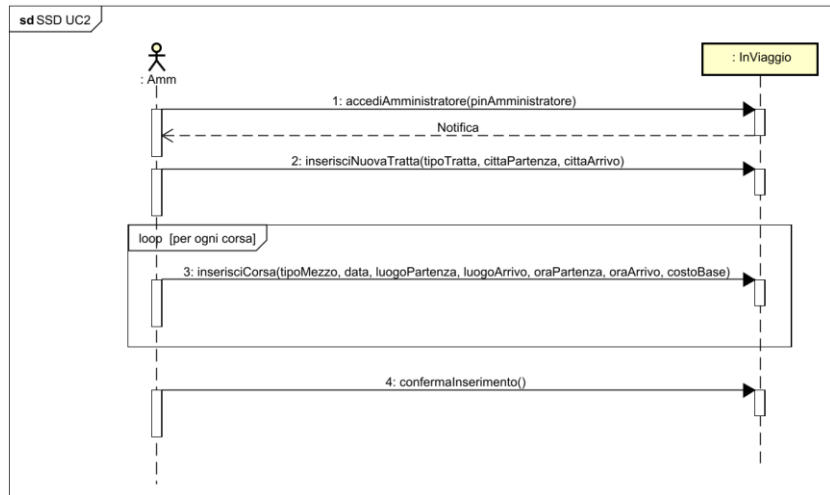 sd SSD UC2
: Amm
: InViaggio
1: accediAmministratore(pinAmministratore)
Notifica
2: inserisciNuovaTratta(tipoTratta, cittaPartenza, cittaArrivo)
loop [per ogni corsa]
3: inserisciCorsa(tipoMezzo, data, luogoPartenza, luogoArrivo, oraPartenza, oraArrivo, costoBase)
4: confermaInserimento()